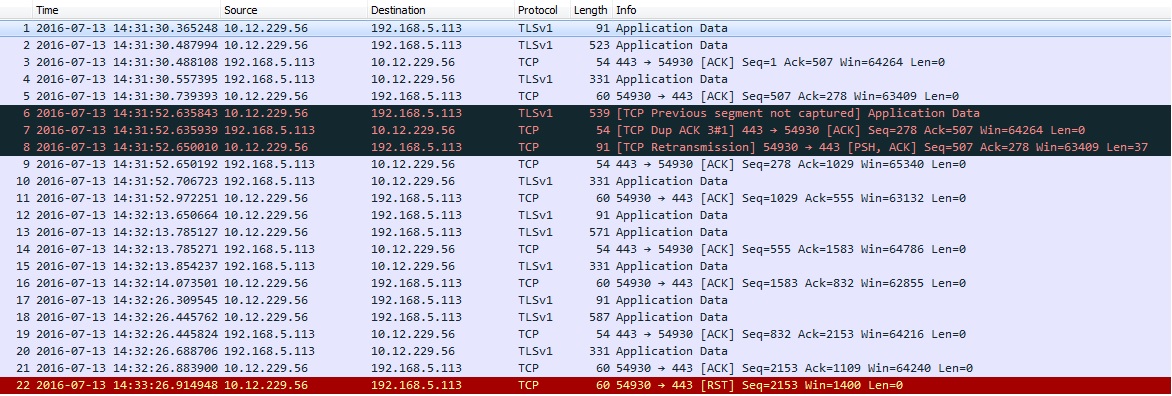 Time Source Destination Protocol Length Info
1 2016-07-13 14:31:30.365248 10.12.229.56 192.168.5.113 TLSv1 91 Application Data
2 2016-07-13 14:31:30.487994 10.12.229.56 192.168.5.113 TLSv1 523 Application Data
3 2016-07-13 14:31:30.488108 192.168.5.113 10.12.229.56 TCP 54 443 → 54930 [ACK] Seq=1 Ack=507 Win=64264 Len=0
4 2016-07-13 14:31:30.557395 192.168.5.113 10.12.229.56 TLSv1 331 Application Data
5 2016-07-13 14:31:30.739393 10.12.229.56 192.168.5.113 TCP 60 54930 → 443 [ACK] Seq=507 Ack=278 Win=63409 Len=0
6 2016-07-13 14:31:52.635843 10.12.229.56 192.168.5.113 TLSv1 539 [TCP Previous segment not captured] Application Data
7 2016-07-13 14:31:52.635939 192.168.5.113 10.12.229.56 TCP 54 [TCP Dup ACK 3#1] 443 → 54930 [ACK] Seq=278 Ack=507 Win=64264 Len=0
8 2016-07-13 14:31:52.650010 10.12.229.56 192.168.5.113 TCP 91 [TCP Retransmission] 54930 → 443 [PSH, ACK] Seq=507 Ack=278 Win=63409 Len=37
9 2016-07-13 14:31:52.650192 192.168.5.113 10.12.229.56 TCP 54 443 → 54930 [ACK] Seq=278 Ack=1029 Win=65340 Len=0
10 2016-07-13 14:31:52.706723 192.168.5.113 10.12.229.56 TLSv1 331 Application Data
11 2016-07-13 14:31:52.972251 10.12.229.56 192.168.5.113 TCP 60 54930 → 443 [ACK] Seq=1029 Ack=555 Win=63132 Len=0
12 2016-07-13 14:32:13.650664 10.12.229.56 192.168.5.113 TLSv1 91 Application Data
13 2016-07-13 14:32:13.785127 10.12.229.56 192.168.5.113 TLSv1 571 Application Data
14 2016-07-13 14:32:13.785271 192.168.5.113 10.12.229.56 TCP 54 443 → 54930 [ACK] Seq=555 Ack=1583 Win=64786 Len=0
15 2016-07-13 14:32:13.854237 192.168.5.113 10.12.229.56 TLSv1 331 Application Data
16 2016-07-13 14:32:14.073501 10.12.229.56 192.168.5.113 TCP 60 54930 → 443 [ACK] Seq=1583 Ack=832 Win=62855 Len=0
17 2016-07-13 14:32:26.309545 10.12.229.56 192.168.5.113 TLSv1 91 Application Data
18 2016-07-13 14:32:26.445762 10.12.229.56 192.168.5.113 TLSv1 587 Application Data
19 2016-07-13 14:32:26.445824 192.168.5.113 10.12.229.56 TCP 54 443 → 54930 [ACK] Seq=832 Ack=2153 Win=64216 Len=0
20 2016-07-13 14:32:26.688706 192.168.5.113 10.12.229.56 TLSv1 331 Application Data
21 2016-07-13 14:32:26.883900 10.12.229.56 192.168.5.113 TCP 60 54930 → 443 [ACK] Seq=2153 Ack=1109 Win=64240 Len=0
22 2016-07-13 14:33:26.914948 10.12.229.56 192.168.5.113 TCP 60 54930 → 443 [RST] Seq=2153 Win=1400 Len=0